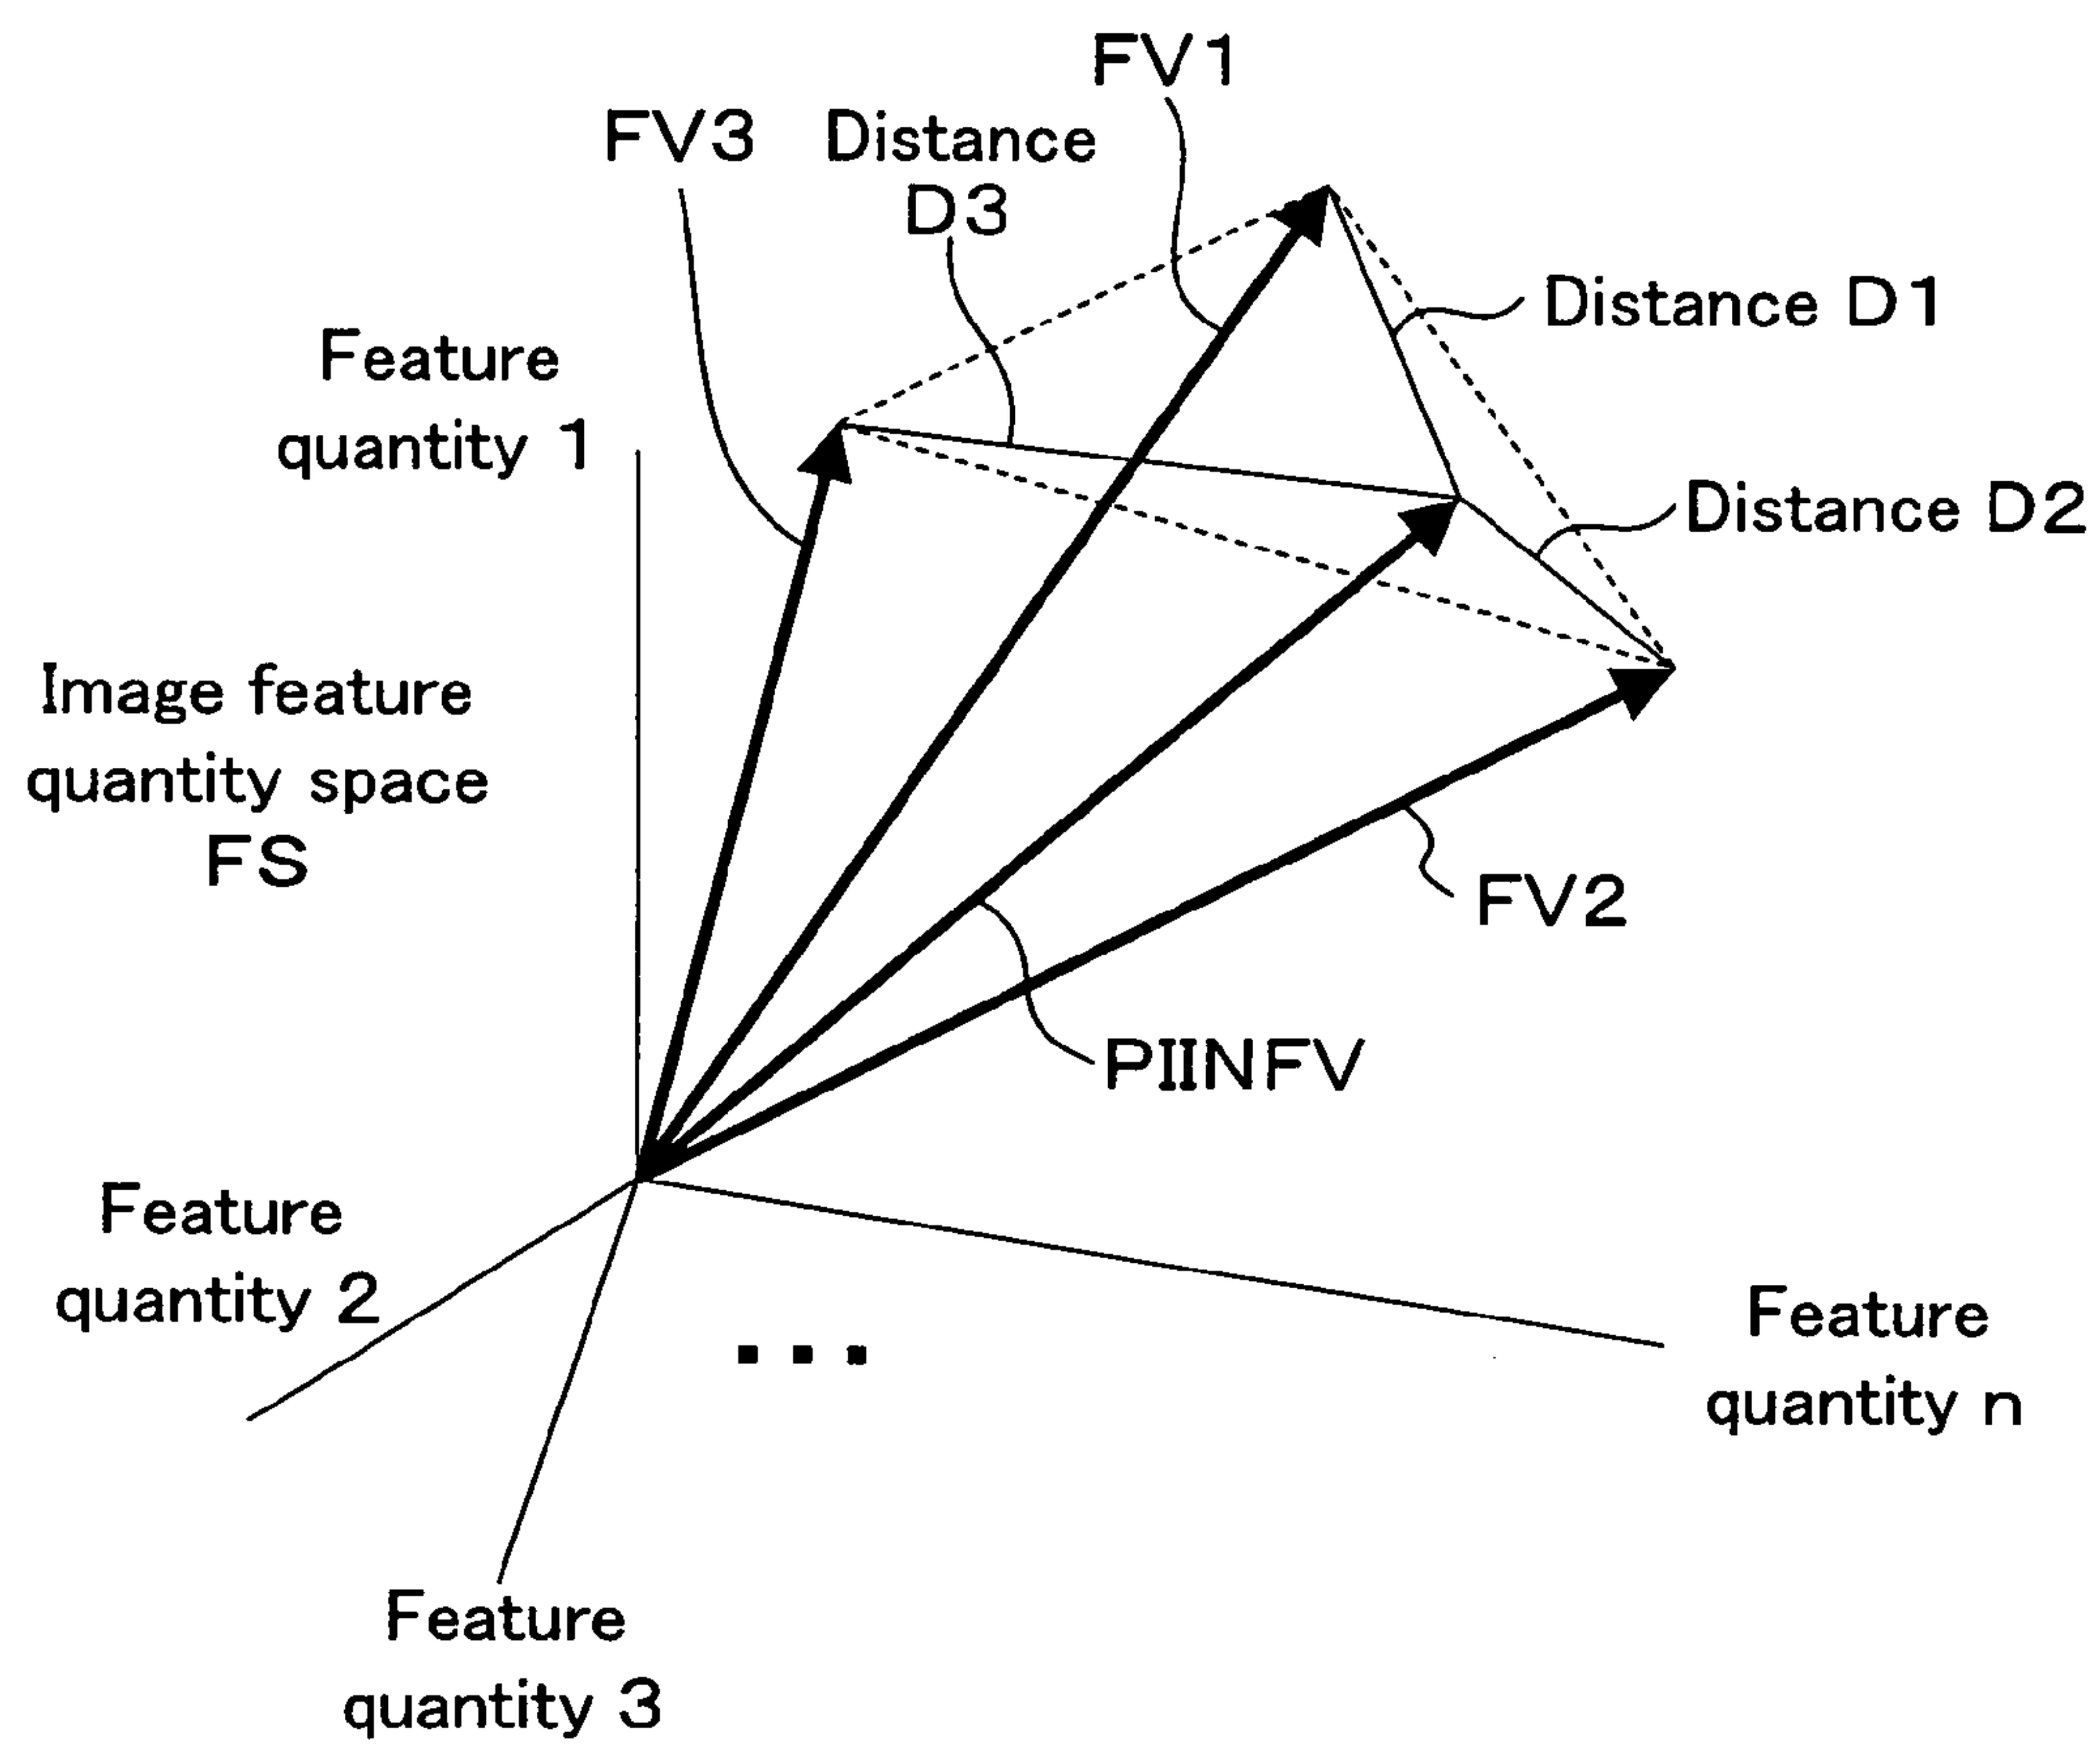 FV1
FV3
Distance
D3
Distance D1
Feature
quantity 1
Distance D2
Image feature
quantity space
FS
FV2
PIINFV
Feature
quantity 2
...
Feature
quantity n
Feature
quantity 3